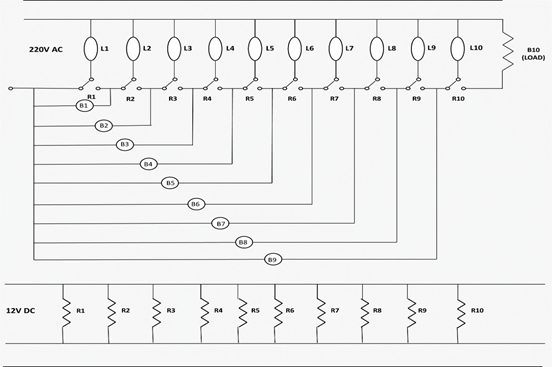 220V AC L1 L2 L3 L4 L5 L6 L7 L8 L9 L10 B10
(LOAD)
R1 R2 R3 R4 R5 R6 R7 R8 R9 R10
B1
B2
B3
B4
B5
B6
B7
B8
B9
12V DC R1 R2 R3 R4 R5 R6 R7 R8 R9 R10